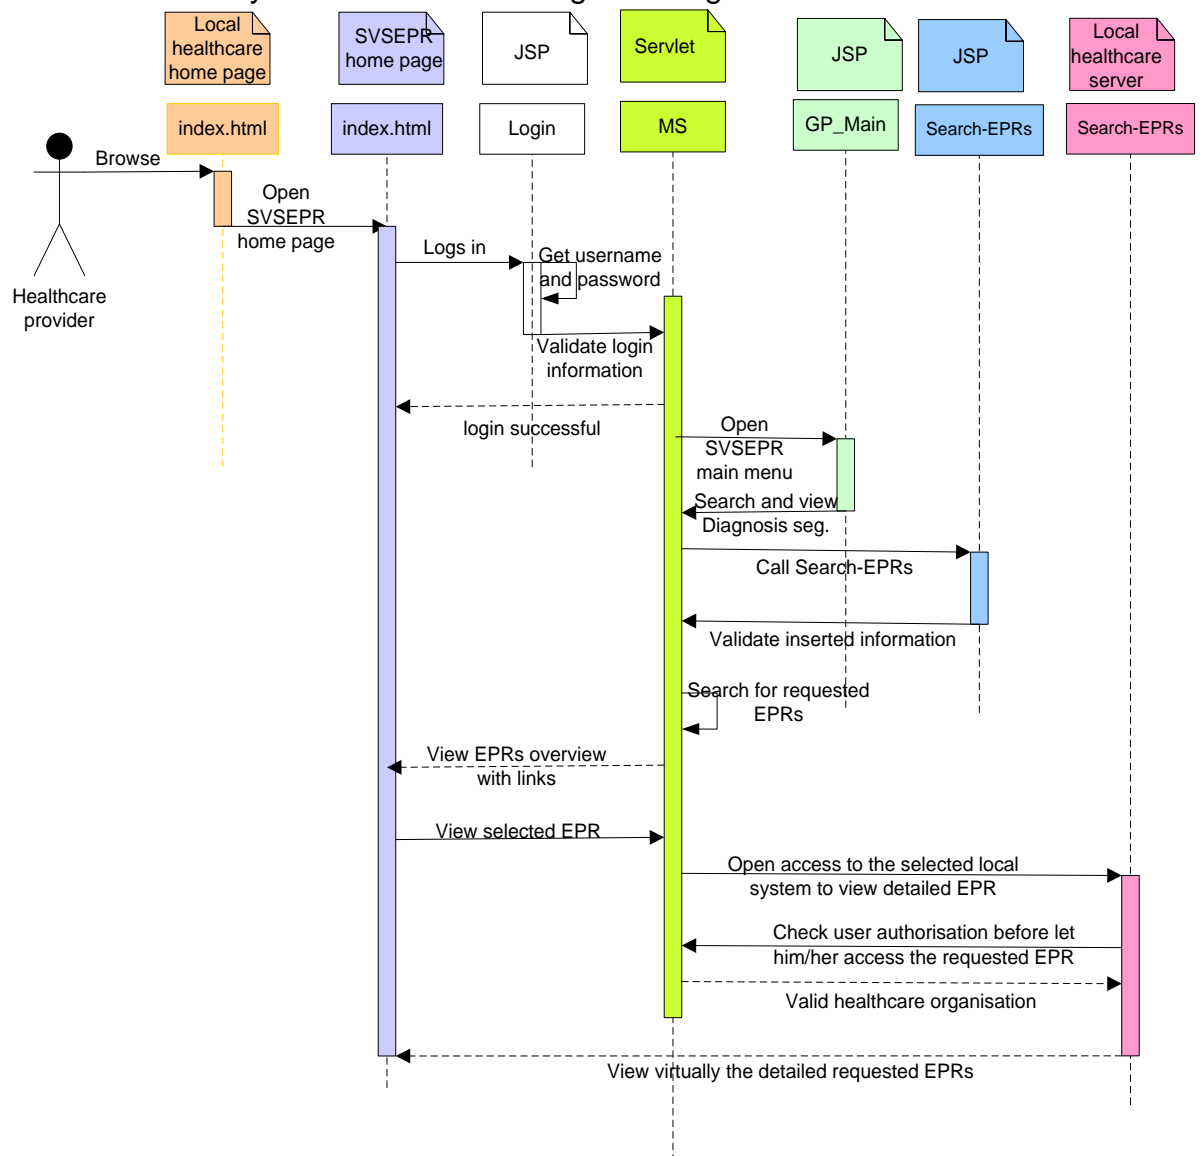 Local
healthcare
home page
SVSEPR
home page
JSP
Servlet
JSP
JSP
Local
healthcare
server
index.html
index.html
Login
MS
GP_Main
Search-EPRs
Search-EPRs
Browse
Open
SVSEPR
home page
Logs in
Get username
and password
Healthcare
provider
Validate login
information
login successful
Open
SVSEPR
main menu
Search and view
Diagnosis seg.
Call Search-EPRs
Validate inserted information
Search for requested
EPRs
View EPRs overview
with links
View selected EPR
Open access to the selected local
system to view detailed EPR
Check user authorisation before let
him/her access the requested EPR
Valid healthcare organisation
View virtually the detailed requested EPRs